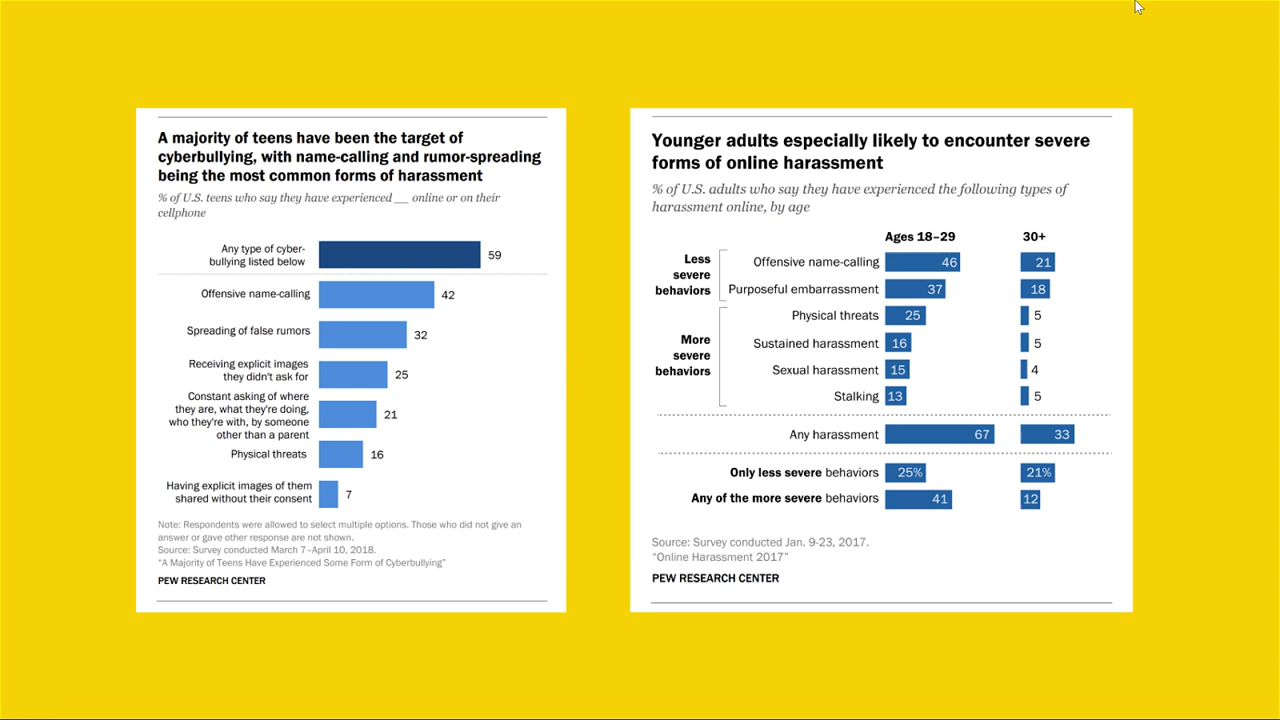 A majority of teens have been the target of
cyberbullying, with name-calling and rumor-spreading
being the most common forms of harassment
% of U.S. teens who say they have experienced __ online or on their
cellphone
Any type of cyber-
bullying listed below 59
Offensive name-calling 42
Spreading of false rumors 32
Receiving explicit images
they didn't ask for 25
Constant asking of where
they are, what they're doing,
who they're with, by someone
other than a parent 21
Physical threats 16
Having explicit images of them
shared without their consent 7
Note: Respondents were allowed to select multiple options. Those who did not give an
answer or gave other response are not shown.
Source: Survey conducted March 7–April 10, 2018.
“A Majority of Teens Have Experienced Some Form of Cyberbullying”
PEW RESEARCH CENTER
Younger adults especially likely to encounter severe
forms of online harassment
% of U.S. adults who say they have experienced the following types of
harassment online, by age
Ages 18–29 30+
Less
severe
behaviors
Offensive name-calling 46 21
Purposeful embarrassment 37 18
More
severe
behaviors
Physical threats 25 5
Sustained harassment 16 5
Sexual harassment 15 4
Stalking 13 5
Any harassment 67 33
Only less severe behaviors 25% 21%
Any of the more severe behaviors 41 12
Source: Survey conducted Jan. 9-23, 2017.
“Online Harassment 2017”
PEW RESEARCH CENTER